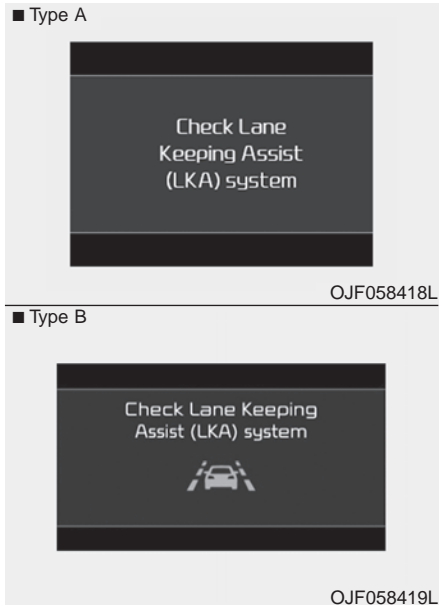 ■ Type A
Check Lane
Keeping Assist
(LKA) system
OJF058418L
■ Type B
Check Lane Keeping
Assist (LKA) system
OJF058419L